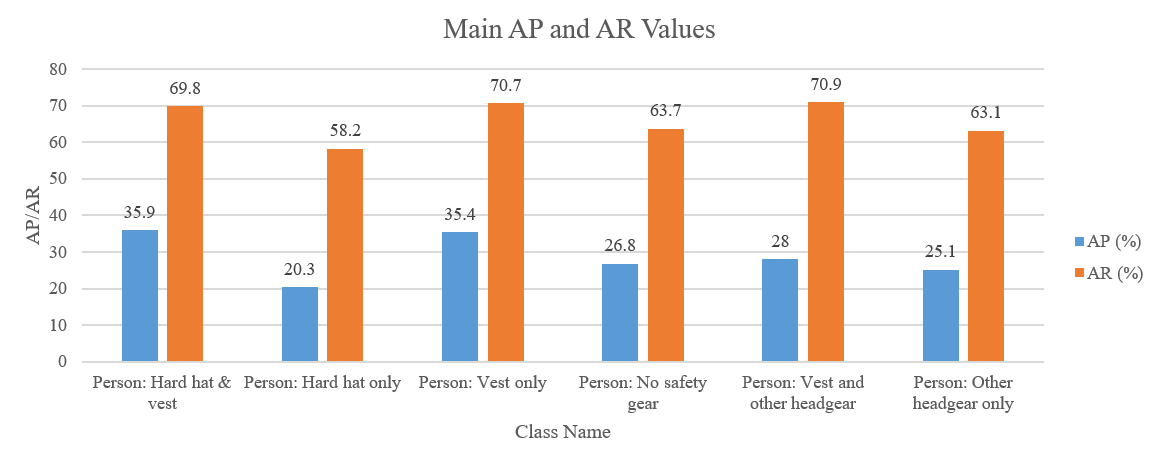 Main AP and AR Values
80
70
60
50
40
30
20
10
0
AP/AR
35.9
69.8
20.3
58.2
35.4
70.7
26.8
63.7
28
70.9
25.1
63.1
Person: Hard hat &
vest
Person: Hard hat only
Person: Vest only
Person: No safety
gear
Person: Vest and
other headgear
Person: Other
headgear only
Class Name
AP (%)
AR (%)